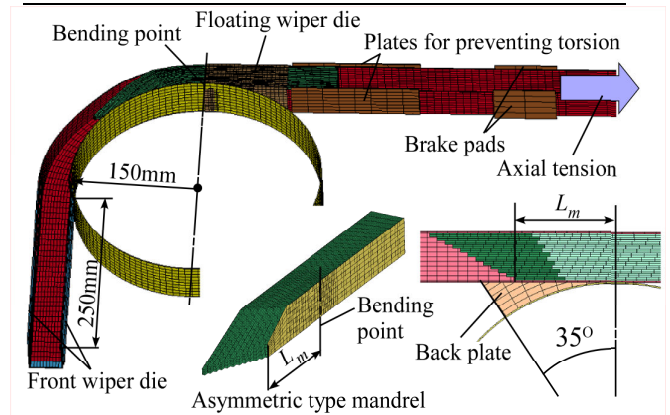 Floating wiper die
Bending point
Plates for preventing torsion
Brake pads
Axial tension
150mm
250mm
Front wiper die
Lm
Bending
point
Asymmetric type mandrel
Lm
Back plate
35O